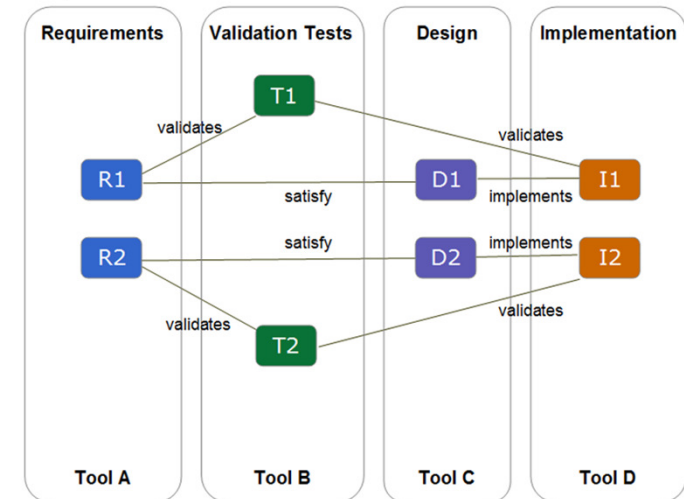 Requirements Validation Tests Design Implementation
T1
validates validates
R1 D1 I1
satisfy implements
satisfy implements
R2 D2 I2
validates validates
T2
Tool A Tool B Tool C Tool D